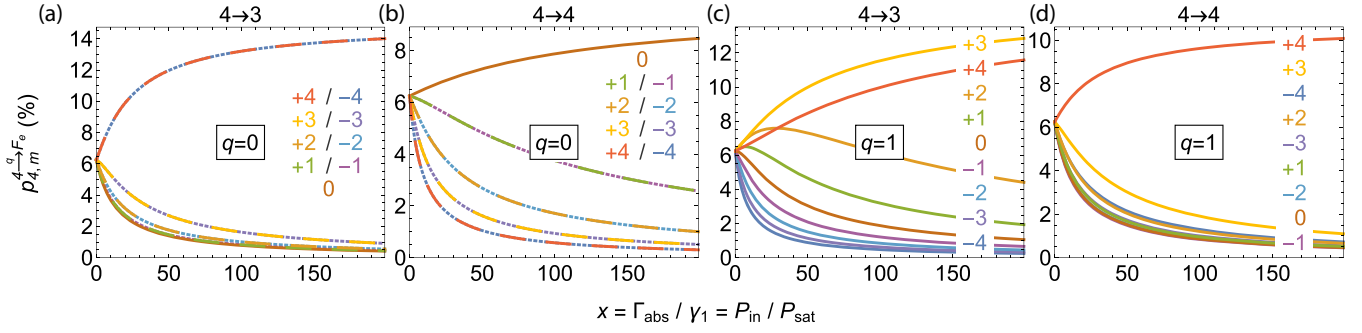 (a) 4→3
(b) 4→4
(c) 4→3
(d) 4→4
p_{4,m}^{4 \overset{q}{→} F_e} (%)
14
12
10
8
6
4
2
0
+4 / −4
+3 / −3
+2 / −2
+1 / −1
0
q=0
0 50 100 150
8
6
4
2
0
0
+1 / −1
+2 / −2
+3 / −3
+4 / −4
q=0
0 50 100 150
12
10
8
6
4
2
0
+3
+4
+2
+1
0
−1
−2
−3
−4
q=1
0 50 100 150
10
8
6
4
2
0
+4
+3
−4
+2
−3
+1
−2
0
−1
q=1
0 50 100 150
x = Γ_abs / γ_1 = P_in / P_sat